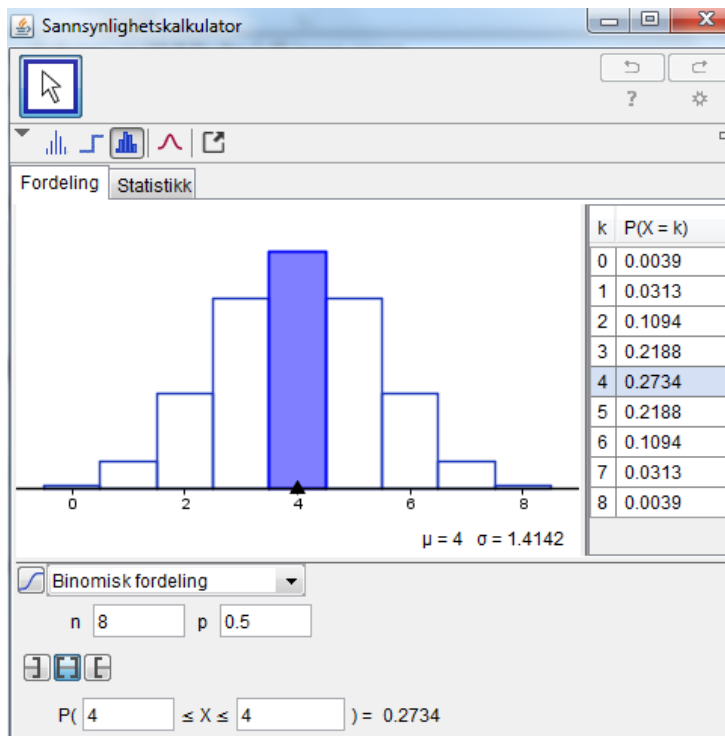 Sannsynlighetskalkulator
?
Fordeling Statistikk
k P(X = k)
0 0.0039
1 0.0313
2 0.1094
3 0.2188
4 0.2734
5 0.2188
6 0.1094
7 0.0313
8 0.0039
0 2 4 6 8
μ = 4 σ = 1.4142
Binomisk fordeling
n 8 p 0.5
P( 4 ≤ X ≤ 4 ) = 0.2734